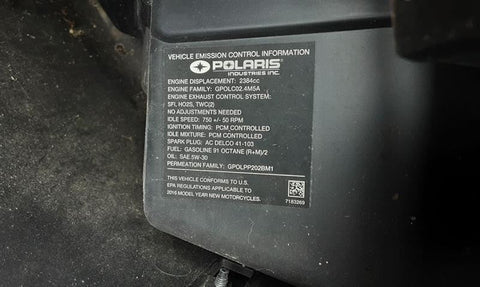 VEHICLE EMISSION CONTROL INFORMATION
POLARIS
INDUSTRIES INC.
ENGINE DISPLACEMENT: 2384cc
ENGINE FAMILY: GPOLC02.4M5A
ENGINE EXHAUST CONTROL SYSTEM:
SFI, HO2S, TWC(2)
NO ADJUSTMENTS NEEDED
IDLE SPEED: 750 +/- 50 RPM
IGNITION TIMING: PCM CONTROLLED
IDLE MIXTURE: PCM CONTROLLED
SPARK PLUG: AC DELCO 41-103
FUEL: GASOLINE 91 OCTANE (R+M)/2
OIL: SAE 5W-30
PERMEATION FAMILY: GPOLPP202BM1
THIS VEHICLE CONFORMS TO U.S.
EPA REGULATIONS APPLICABLE TO
2016 MODEL YEAR NEW MOTORCYCLES.
7183269